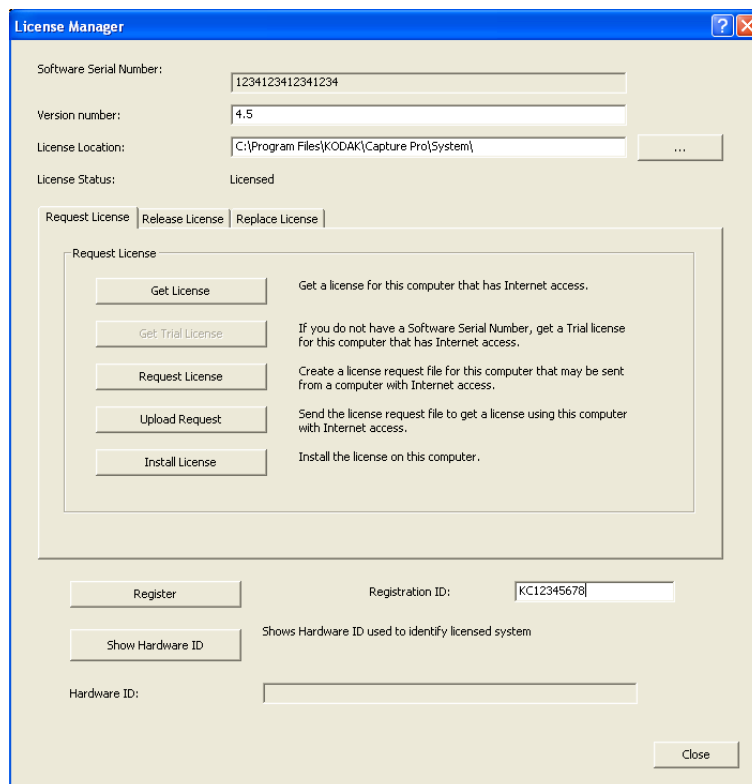 License Manager
Software Serial Number:
1234123412341234
Version number:
4.5
License Location:
C:\Program Files\KODAK\Capture Pro\System\
...
License Status:
Licensed
Request License
Release License
Replace License
Request License
Get License
Get a license for this computer that has Internet access.
Get Trial License
If you do not have a Software Serial Number, get a Trial license
for this computer that has Internet access.
Request License
Create a license request file for this computer that may be sent
from a computer with Internet access.
Upload Request
Send the license request file to get a license using this computer
with Internet access.
Install License
Install the license on this computer.
Register
Registration ID:
KC12345678
Show Hardware ID
Shows Hardware ID used to identify licensed system
Hardware ID:
Close